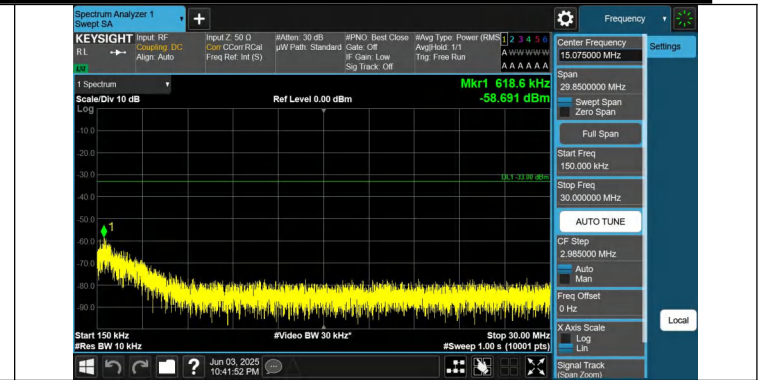 Spectrum Analyzer 1
Swept SA
+
Frequency
KEYSIGHT
R L
Input: RF
Coupling: DC
Align: Auto
Input Z: 50 Ω
Corr CCorr RCal
Freq Ref: Int (S)
#Atten: 30 dB
µW Path: Standard
#PNO: Best Close
Gate: Off
IF Gain: Low
Sig Track: Off
#Avg Type: Power (RMS
Avg|Hold: 1/1
Trig: Free Run
1 2 3 4 5 6
A W W W W W
A A A A A A
1 Spectrum
Scale/Div 10 dB
Log
Ref Level 0.00 dBm
Mkr1 618.6 kHz
-58.691 dBm
-10.0
-20.0
-30.0
DL1 -33.00 dBm
-40.0
-50.0
1
-60.0
-70.0
-80.0
-90.0
Start 150 kHz
#Res BW 10 kHz
#Video BW 30 kHz*
Stop 30.00 MHz
#Sweep 1.00 s (10001 pts)
Center Frequency
15.075000 MHz
Settings
Span
29.8500000 MHz
Swept Span
Zero Span
Full Span
Start Freq
150.000 kHz
Stop Freq
30.000000 MHz
AUTO TUNE
CF Step
2.985000 MHz
Auto
Man
Freq Offset
0 Hz
X Axis Scale
Log
Lin
Local
Signal Track
(Span Zoom)
?
Jun 03, 2025
10:41:52 PM